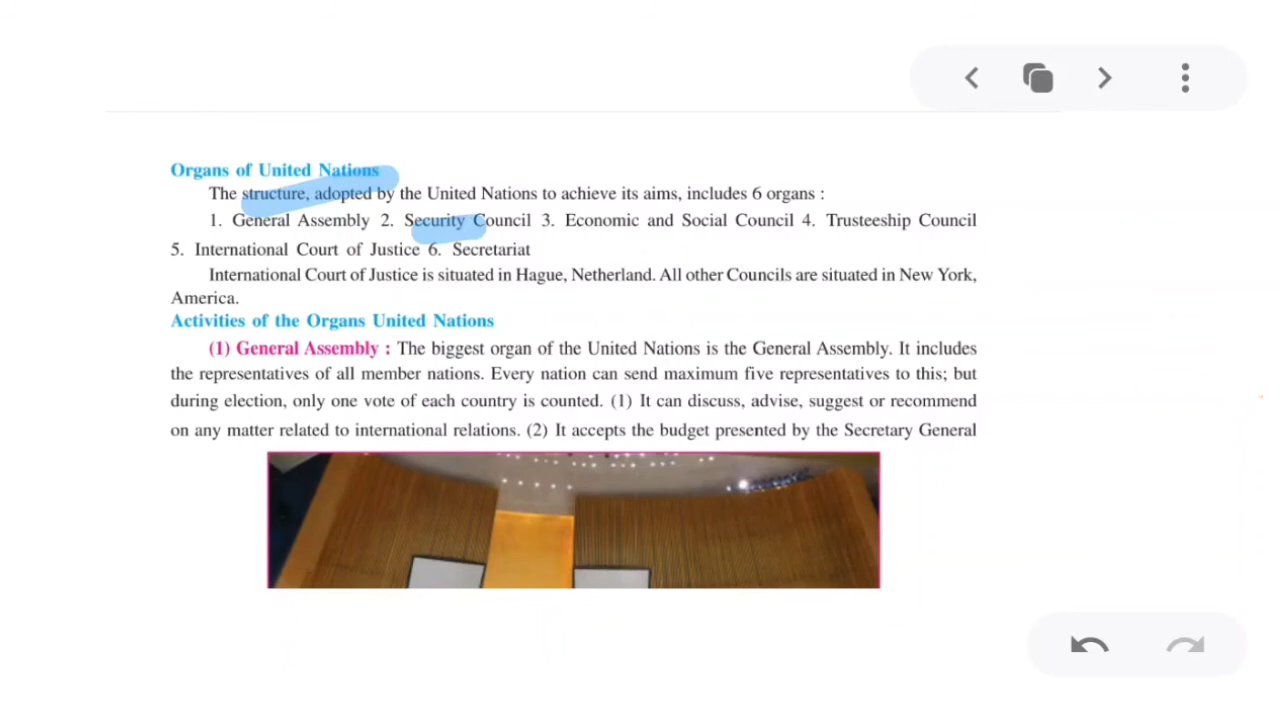 Organs of United Nations
The structure, adopted by the United Nations to achieve its aims, includes 6 organs :
1. General Assembly 2. Security Council 3. Economic and Social Council 4. Trusteeship Council
5. International Court of Justice 6. Secretariat
International Court of Justice is situated in Hague, Netherland. All other Councils are situated in New York,
America.
Activities of the Organs United Nations
(1) General Assembly : The biggest organ of the United Nations is the General Assembly. It includes
the representatives of all member nations. Every nation can send maximum five representatives to this; but
during election, only one vote of each country is counted. (1) It can discuss, advise, suggest or recommend
on any matter related to international relations. (2) It accepts the budget presented by the Secretary General